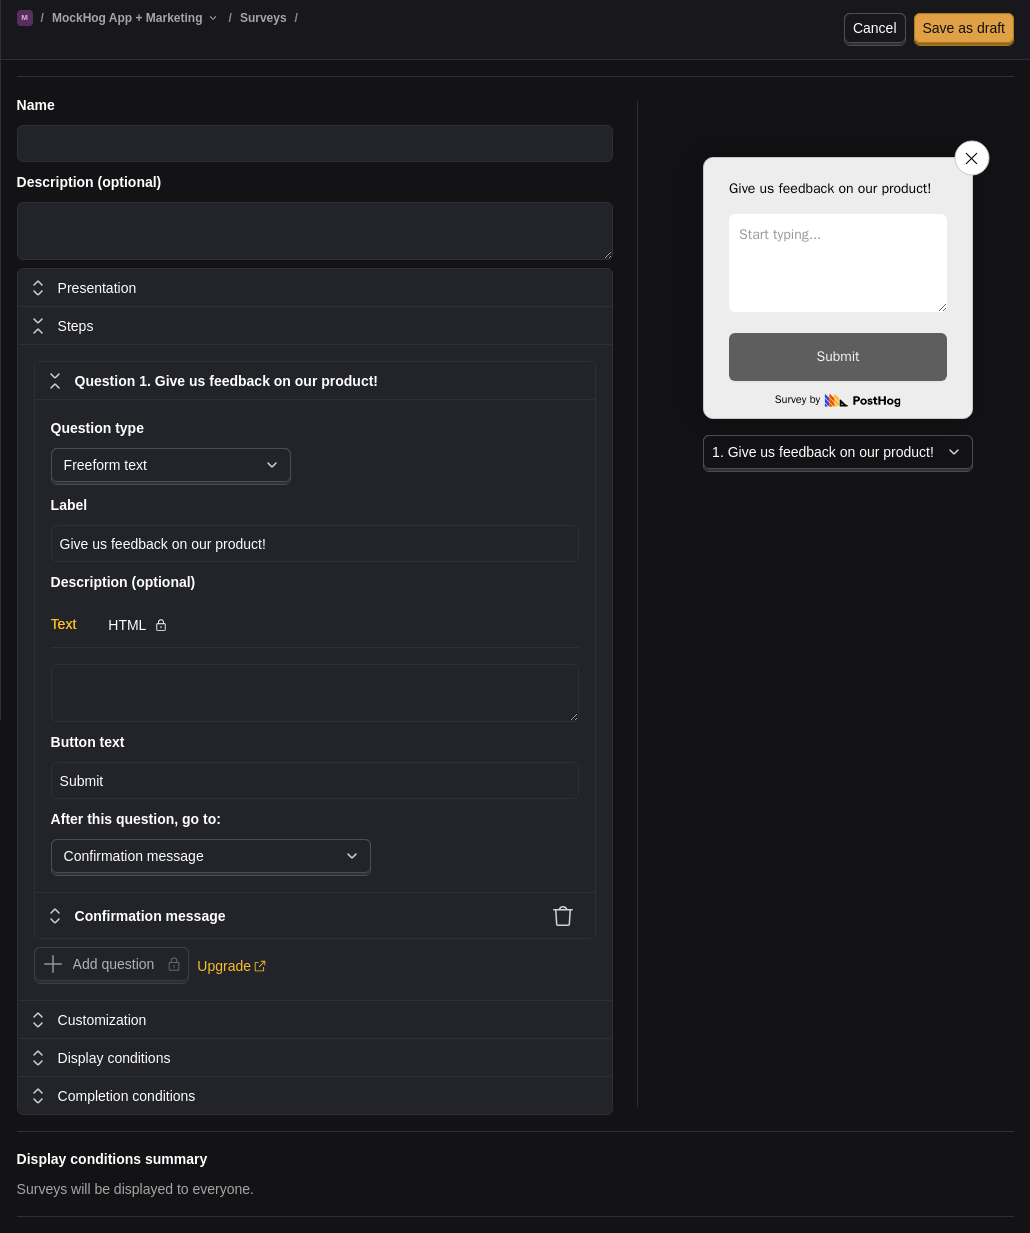 M / MockHog App + Marketing / Surveys /
Cancel
Save as draft
Name
Description (optional)
Presentation
Steps
Question 1. Give us feedback on our product!
Question type
Freeform text
Label
Give us feedback on our product!
Description (optional)
Text
HTML
Button text
Submit
After this question, go to:
Confirmation message
Confirmation message
Add question
Upgrade
Customization
Display conditions
Completion conditions
Give us feedback on our product!
Start typing...
Submit
Survey by PostHog
1. Give us feedback on our product!
Display conditions summary
Surveys will be displayed to everyone.